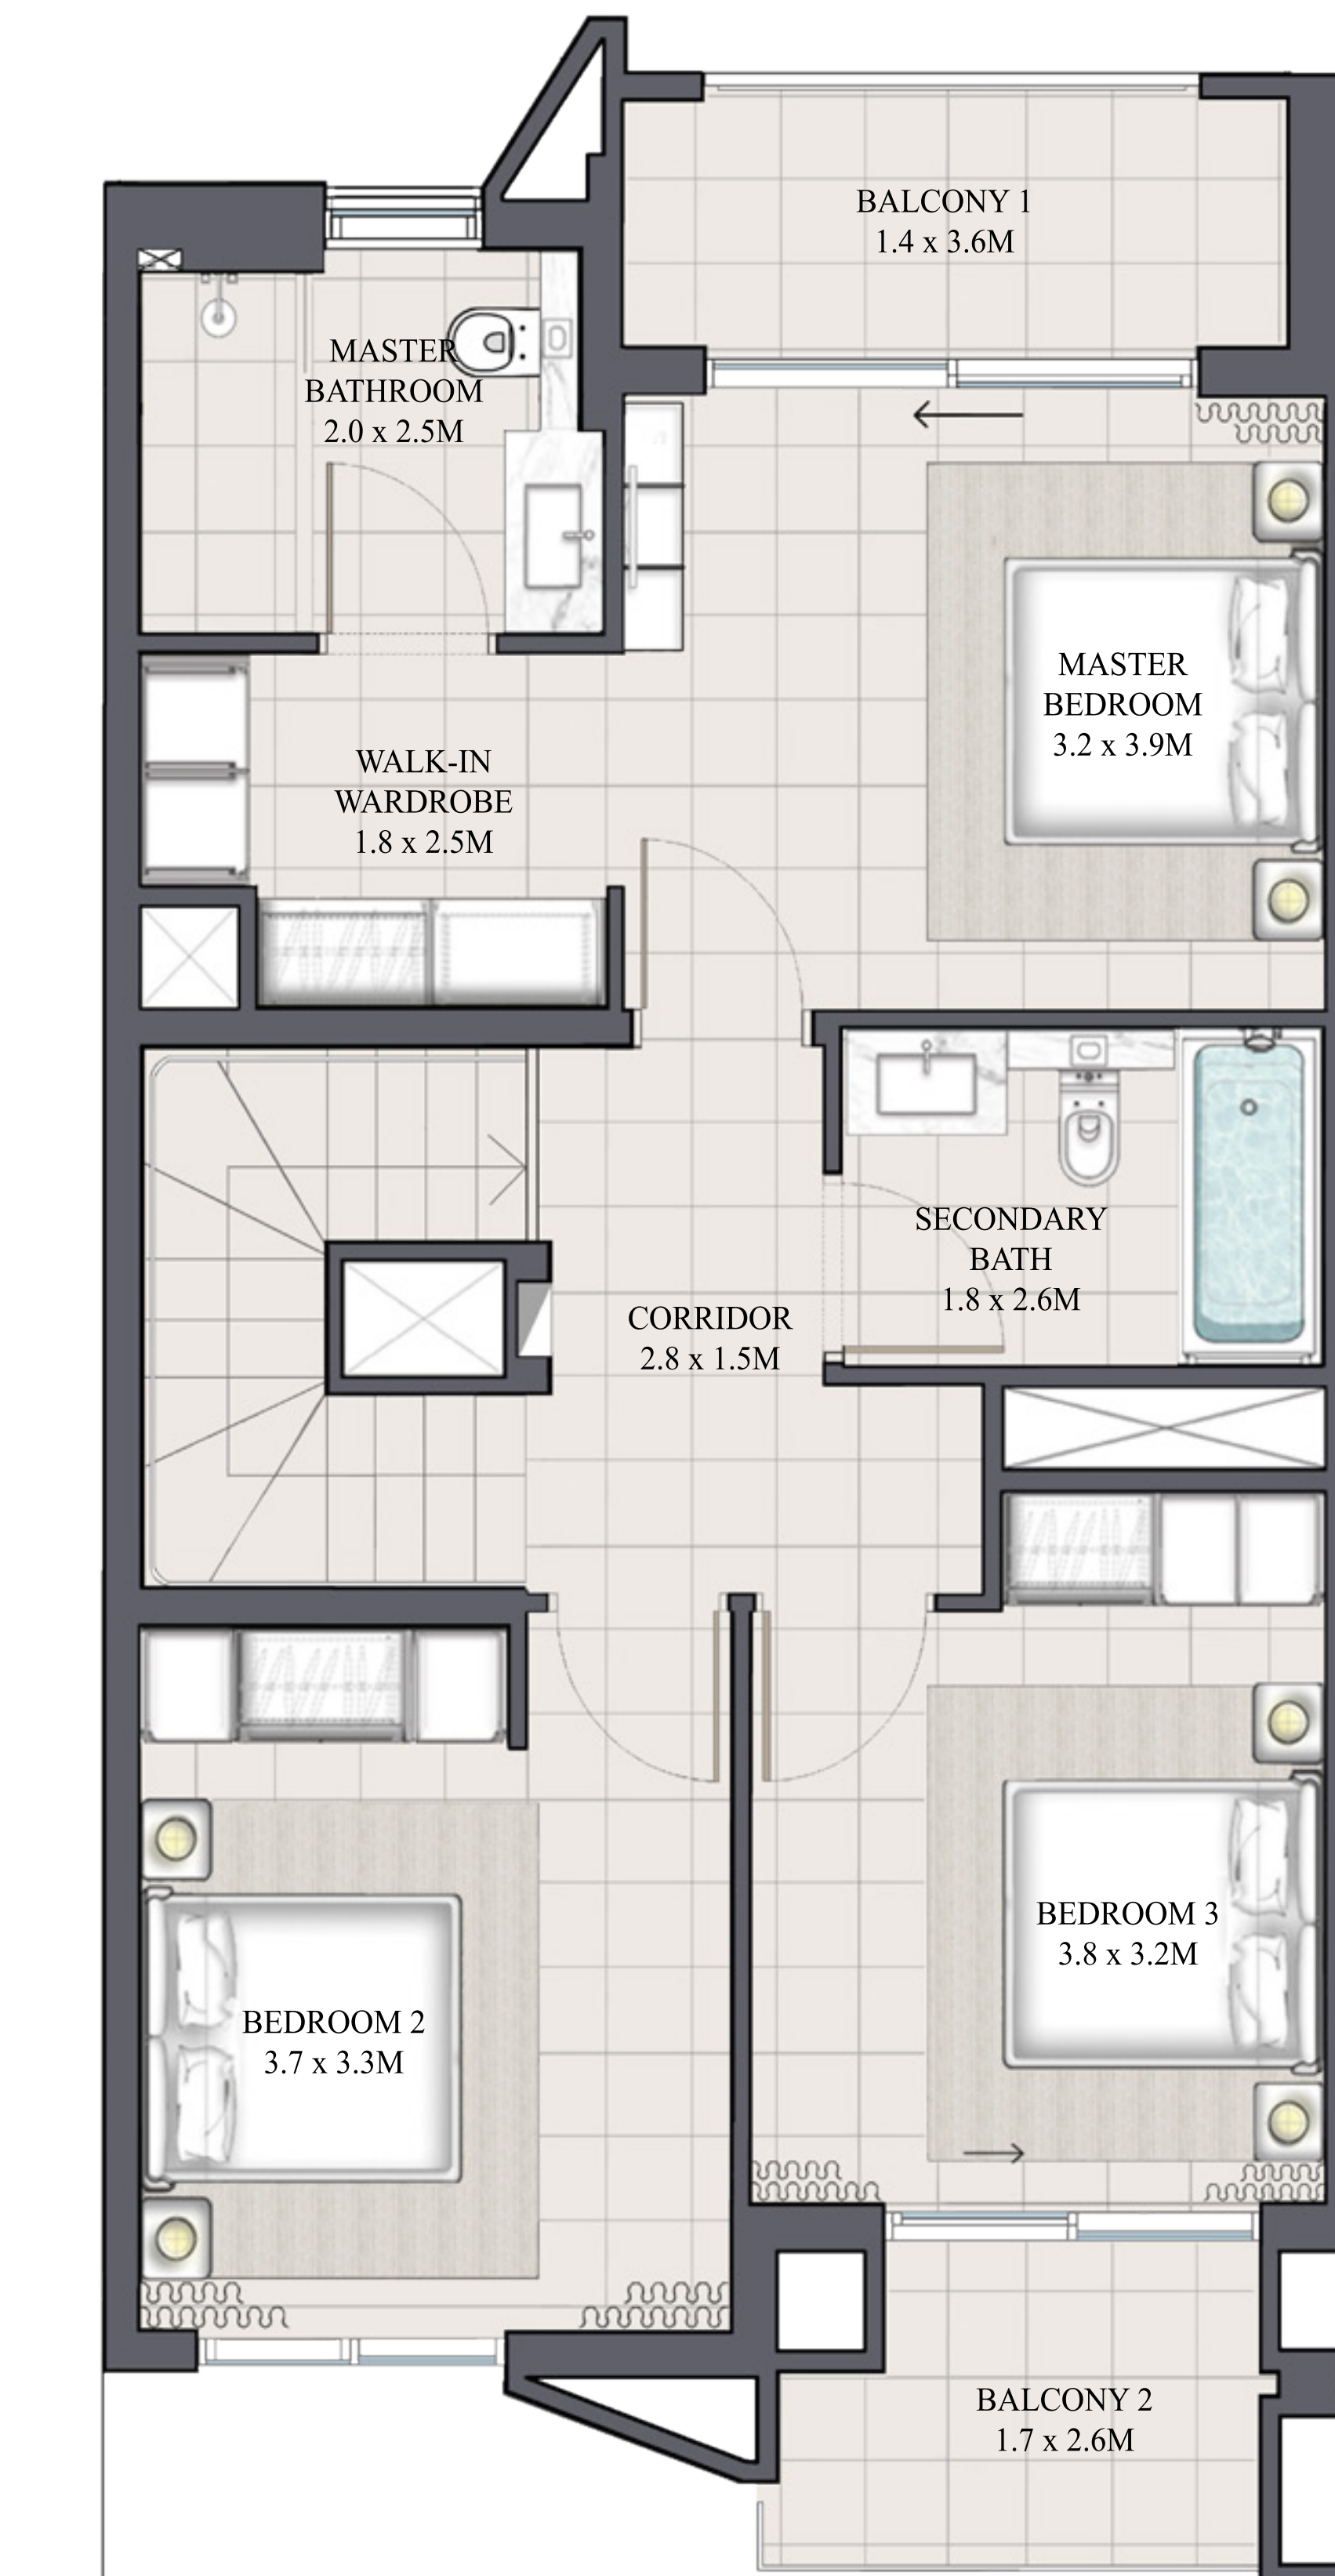 BALCONY 1
1.4 x 3.6M
MASTER
BATHROOM
2.0 x 2.5M
MASTER
BEDROOM
3.2 x 3.9M
WALK-IN
WARDROBE
1.8 x 2.5M
SECONDARY
BATH
1.8 x 2.6M
CORRIDOR
2.8 x 1.5M
BEDROOM 3
3.8 x 3.2M
BEDROOM 2
3.7 x 3.3M
BALCONY 2
1.7 x 2.6M